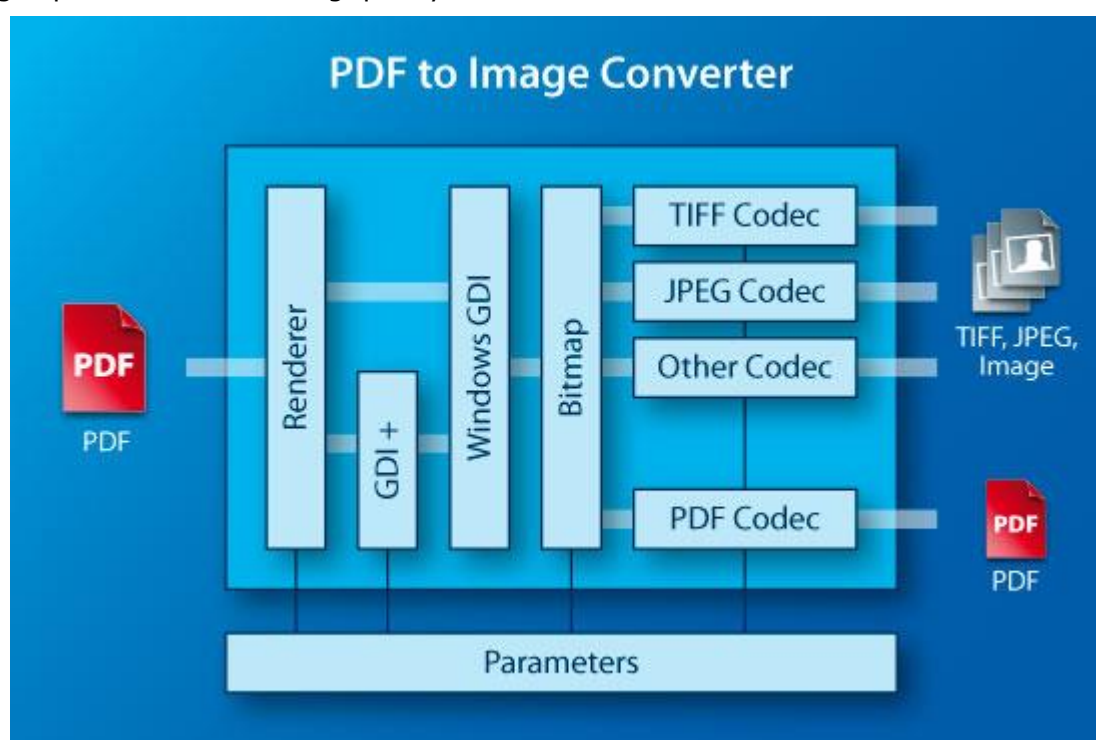 PDF to Image Converter
PDF
PDF
Renderer
GDI +
Windows GDI
Bitmap
TIFF Codec
JPEG Codec
Other Codec
PDF Codec
TIFF, JPEG,
Image
PDF
PDF
Parameters